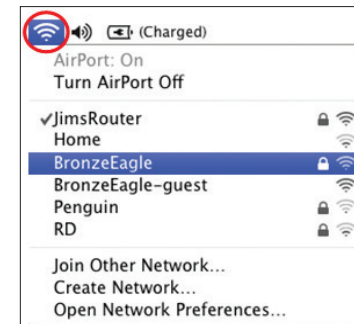 (Charged)
AirPort: On
Turn AirPort Off
✓JimsRouter
Home
BronzeEagle
BronzeEagle-guest
Penguin
RD
Join Other Network...
Create Network...
Open Network Preferences...